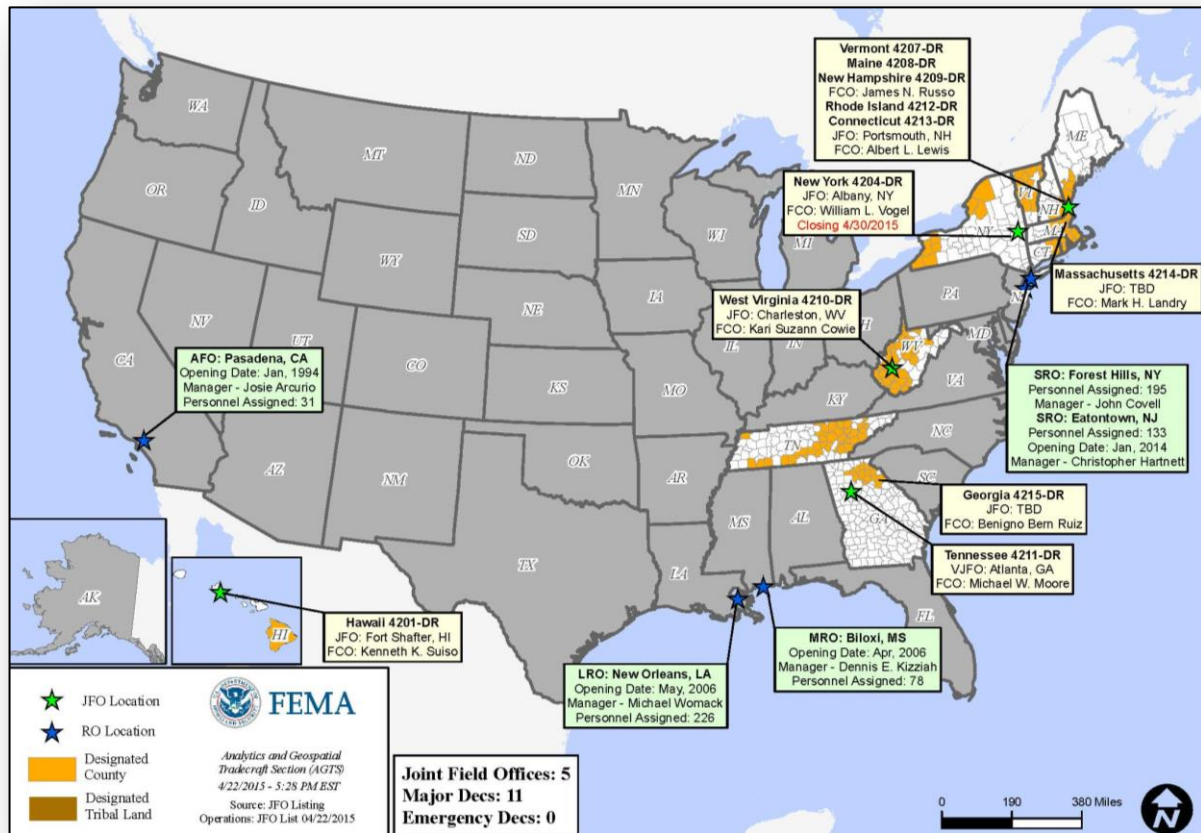 Vermont 4207-DR
Maine 4208-DR
New Hampshire 4209-DR
FCO: James N. Russo
Rhode Island 4212-DR
Connecticut 4213-DR
JFO: Portsmouth, NH
FCO: Albert L. Lewis
New York 4204-DR
JFO: Albany, NY
FCO: William L. Vogel
Closing 4/30/2015
Massachusetts 4214-DR
JFO: TBD
FCO: Mark H. Landry
West Virginia 4210-DR
JFO: Charleston, WV
FCO: Kari Suzann Cowie
AFO: Pasadena, CA
Opening Date: Jan, 1994
Manager - Josie Arcurio
Personnel Assigned: 31
SRO: Forest Hills, NY
Personnel Assigned: 195
Manager - John Covell
SRO: Eatontown, NJ
Personnel Assigned: 133
Opening Date: Jan, 2014
Manager - Christopher Hartnett
Georgia 4215-DR
JFO: TBD
FCO: Benigno Bern Ruiz
Tennessee 4211-DR
VJFO: Atlanta, GA
FCO: Michael W. Moore
Hawaii 4201-DR
JFO: Fort Shafter, HI
FCO: Kenneth K. Suiso
LRO: New Orleans, LA
Opening Date: May, 2006
Manager - Michael Womack
Personnel Assigned: 226
MRO: Biloxi, MS
Opening Date: Apr, 2006
Manager - Dennis E. Kizziah
Personnel Assigned: 78
WA
OR
CA
NV
ID
MT
WY
UT
AZ
CO
NM
ND
SD
NE
KS
OK
TX
MN
IA
MO
AR
LA
WI
IL
MI
IN
KY
TN
MS
AL
GA
FL
SC
NC
VA
WV
MD
PA
NY
VT
NH
ME
MA
CT
AK
HI
JFO Location
RO Location
Designated
County
Designated
Tribal Land
FEMA
Analytics and Geospatial
Tradecraft Section (AGTS)
4/22/2015 - 5:28 PM EST
Source: JFO Listing
Operations: JFO List 04/22/2015
Joint Field Offices: 5
Major Decs: 11
Emergency Decs: 0
0 190 380 Miles
N